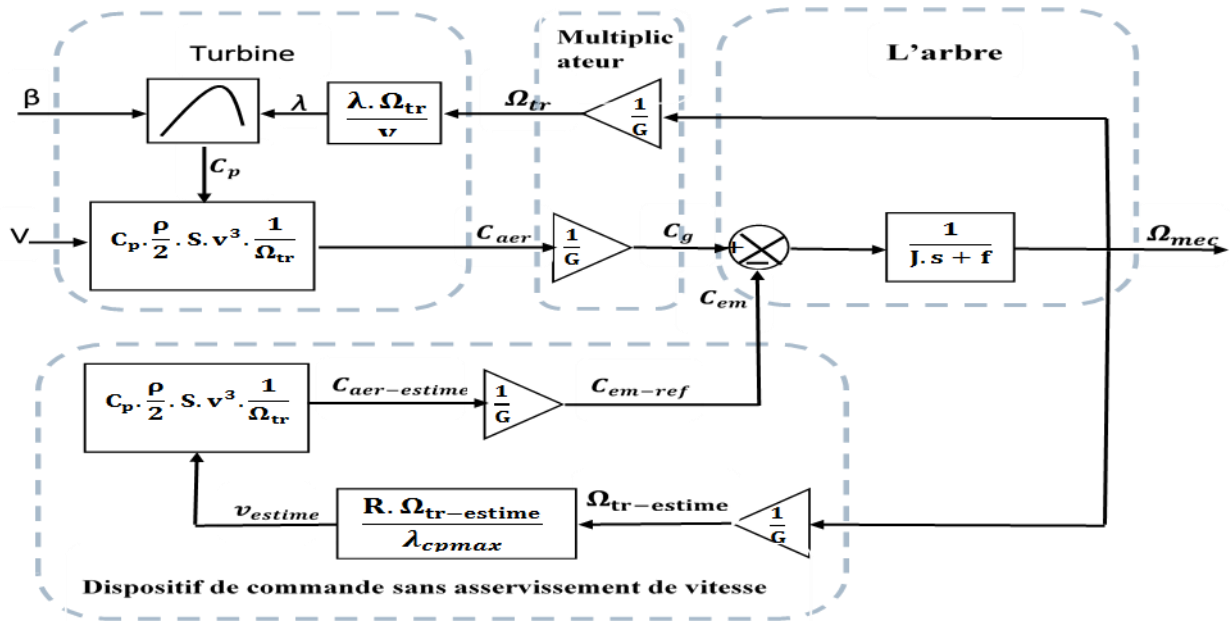 Turbine
Multiplic
ateur
L'arbre
β
λ
λ. Ω_tr / v
Ω_tr
1/G
C_p
V
C_p. ρ/2 . S. v³. 1/Ω_tr
C_aer
1/G
C_g
+
−
1 / J. s + f
Ω_mec
C_em
C_p. ρ/2 . S. v³. 1/Ω_tr
C_aer−estime
1/G
C_em−ref
v_estime
R. Ω_tr−estime / λ_cpmax
Ω_tr−estime
1/G
Dispositif de commande sans asservissement de vitesse